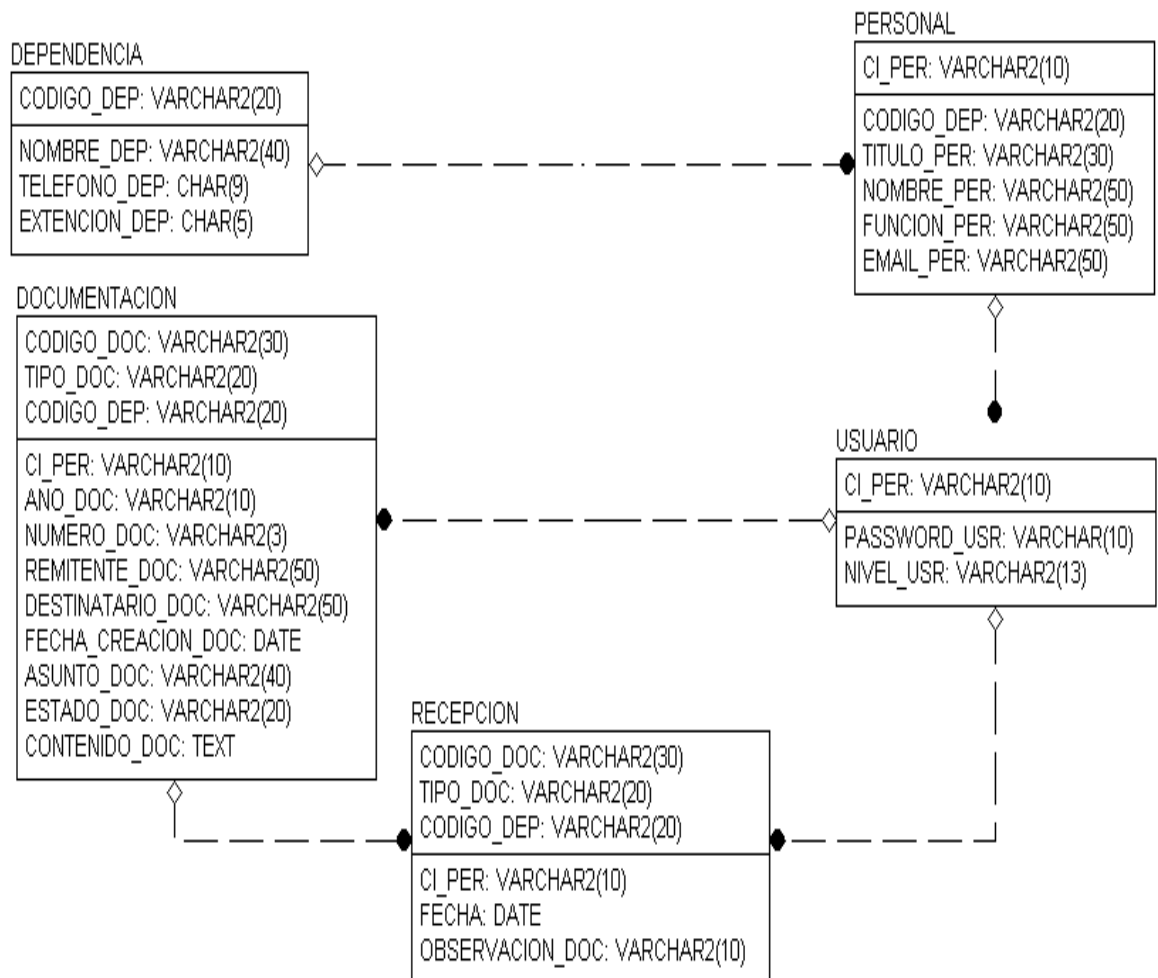 DEPENDENCIA
CODIGO_DEP: VARCHAR2(20)
NOMBRE_DEP: VARCHAR2(40)
TELEFONO_DEP: CHAR(9)
EXTENCION_DEP: CHAR(5)
PERSONAL
CI_PER: VARCHAR2(10)
CODIGO_DEP: VARCHAR2(20)
TITULO_PER: VARCHAR2(30)
NOMBRE_PER: VARCHAR2(50)
FUNCION_PER: VARCHAR2(50)
EMAIL_PER: VARCHAR2(50)
DOCUMENTACION
CODIGO_DOC: VARCHAR2(30)
TIPO_DOC: VARCHAR2(20)
CODIGO_DEP: VARCHAR2(20)
CI_PER: VARCHAR2(10)
ANO_DOC: VARCHAR2(10)
NUMERO_DOC: VARCHAR2(3)
REMITENTE_DOC: VARCHAR2(50)
DESTINATARIO_DOC: VARCHAR2(50)
FECHA_CREACION_DOC: DATE
ASUNTO_DOC: VARCHAR2(40)
ESTADO_DOC: VARCHAR2(20)
CONTENIDO_DOC: TEXT
USUARIO
CI_PER: VARCHAR2(10)
PASSWORD_USR: VARCHAR(10)
NIVEL_USR: VARCHAR2(13)
RECEPCION
CODIGO_DOC: VARCHAR2(30)
TIPO_DOC: VARCHAR2(20)
CODIGO_DEP: VARCHAR2(20)
CI_PER: VARCHAR2(10)
FECHA: DATE
OBSERVACION_DOC: VARCHAR2(10)